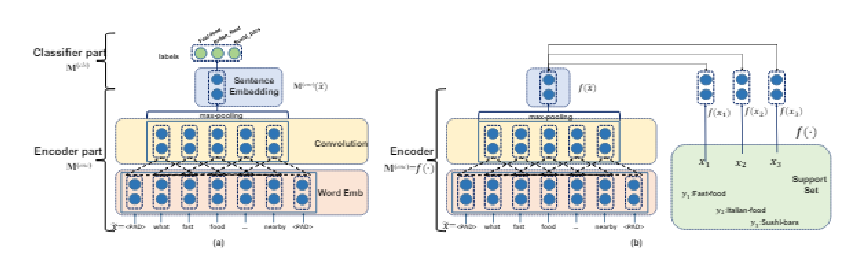 Classifier part
labels
Sentence
Embedding
max-pooling
Convolution
Encoder part
Word Emb
<PAD> what fast food ... nearby <PAD>
(a)
f(x̃)
max-pooling
Encoder
<PAD> what fast food ... nearby <PAD>
(b)
f(x₁) f(x₂) f(x₃)
f(·)
x₁ x₂ x₃
Support
Set
y₁:Fast-food
y₂:Italian-food
y₃:Sushi-bars